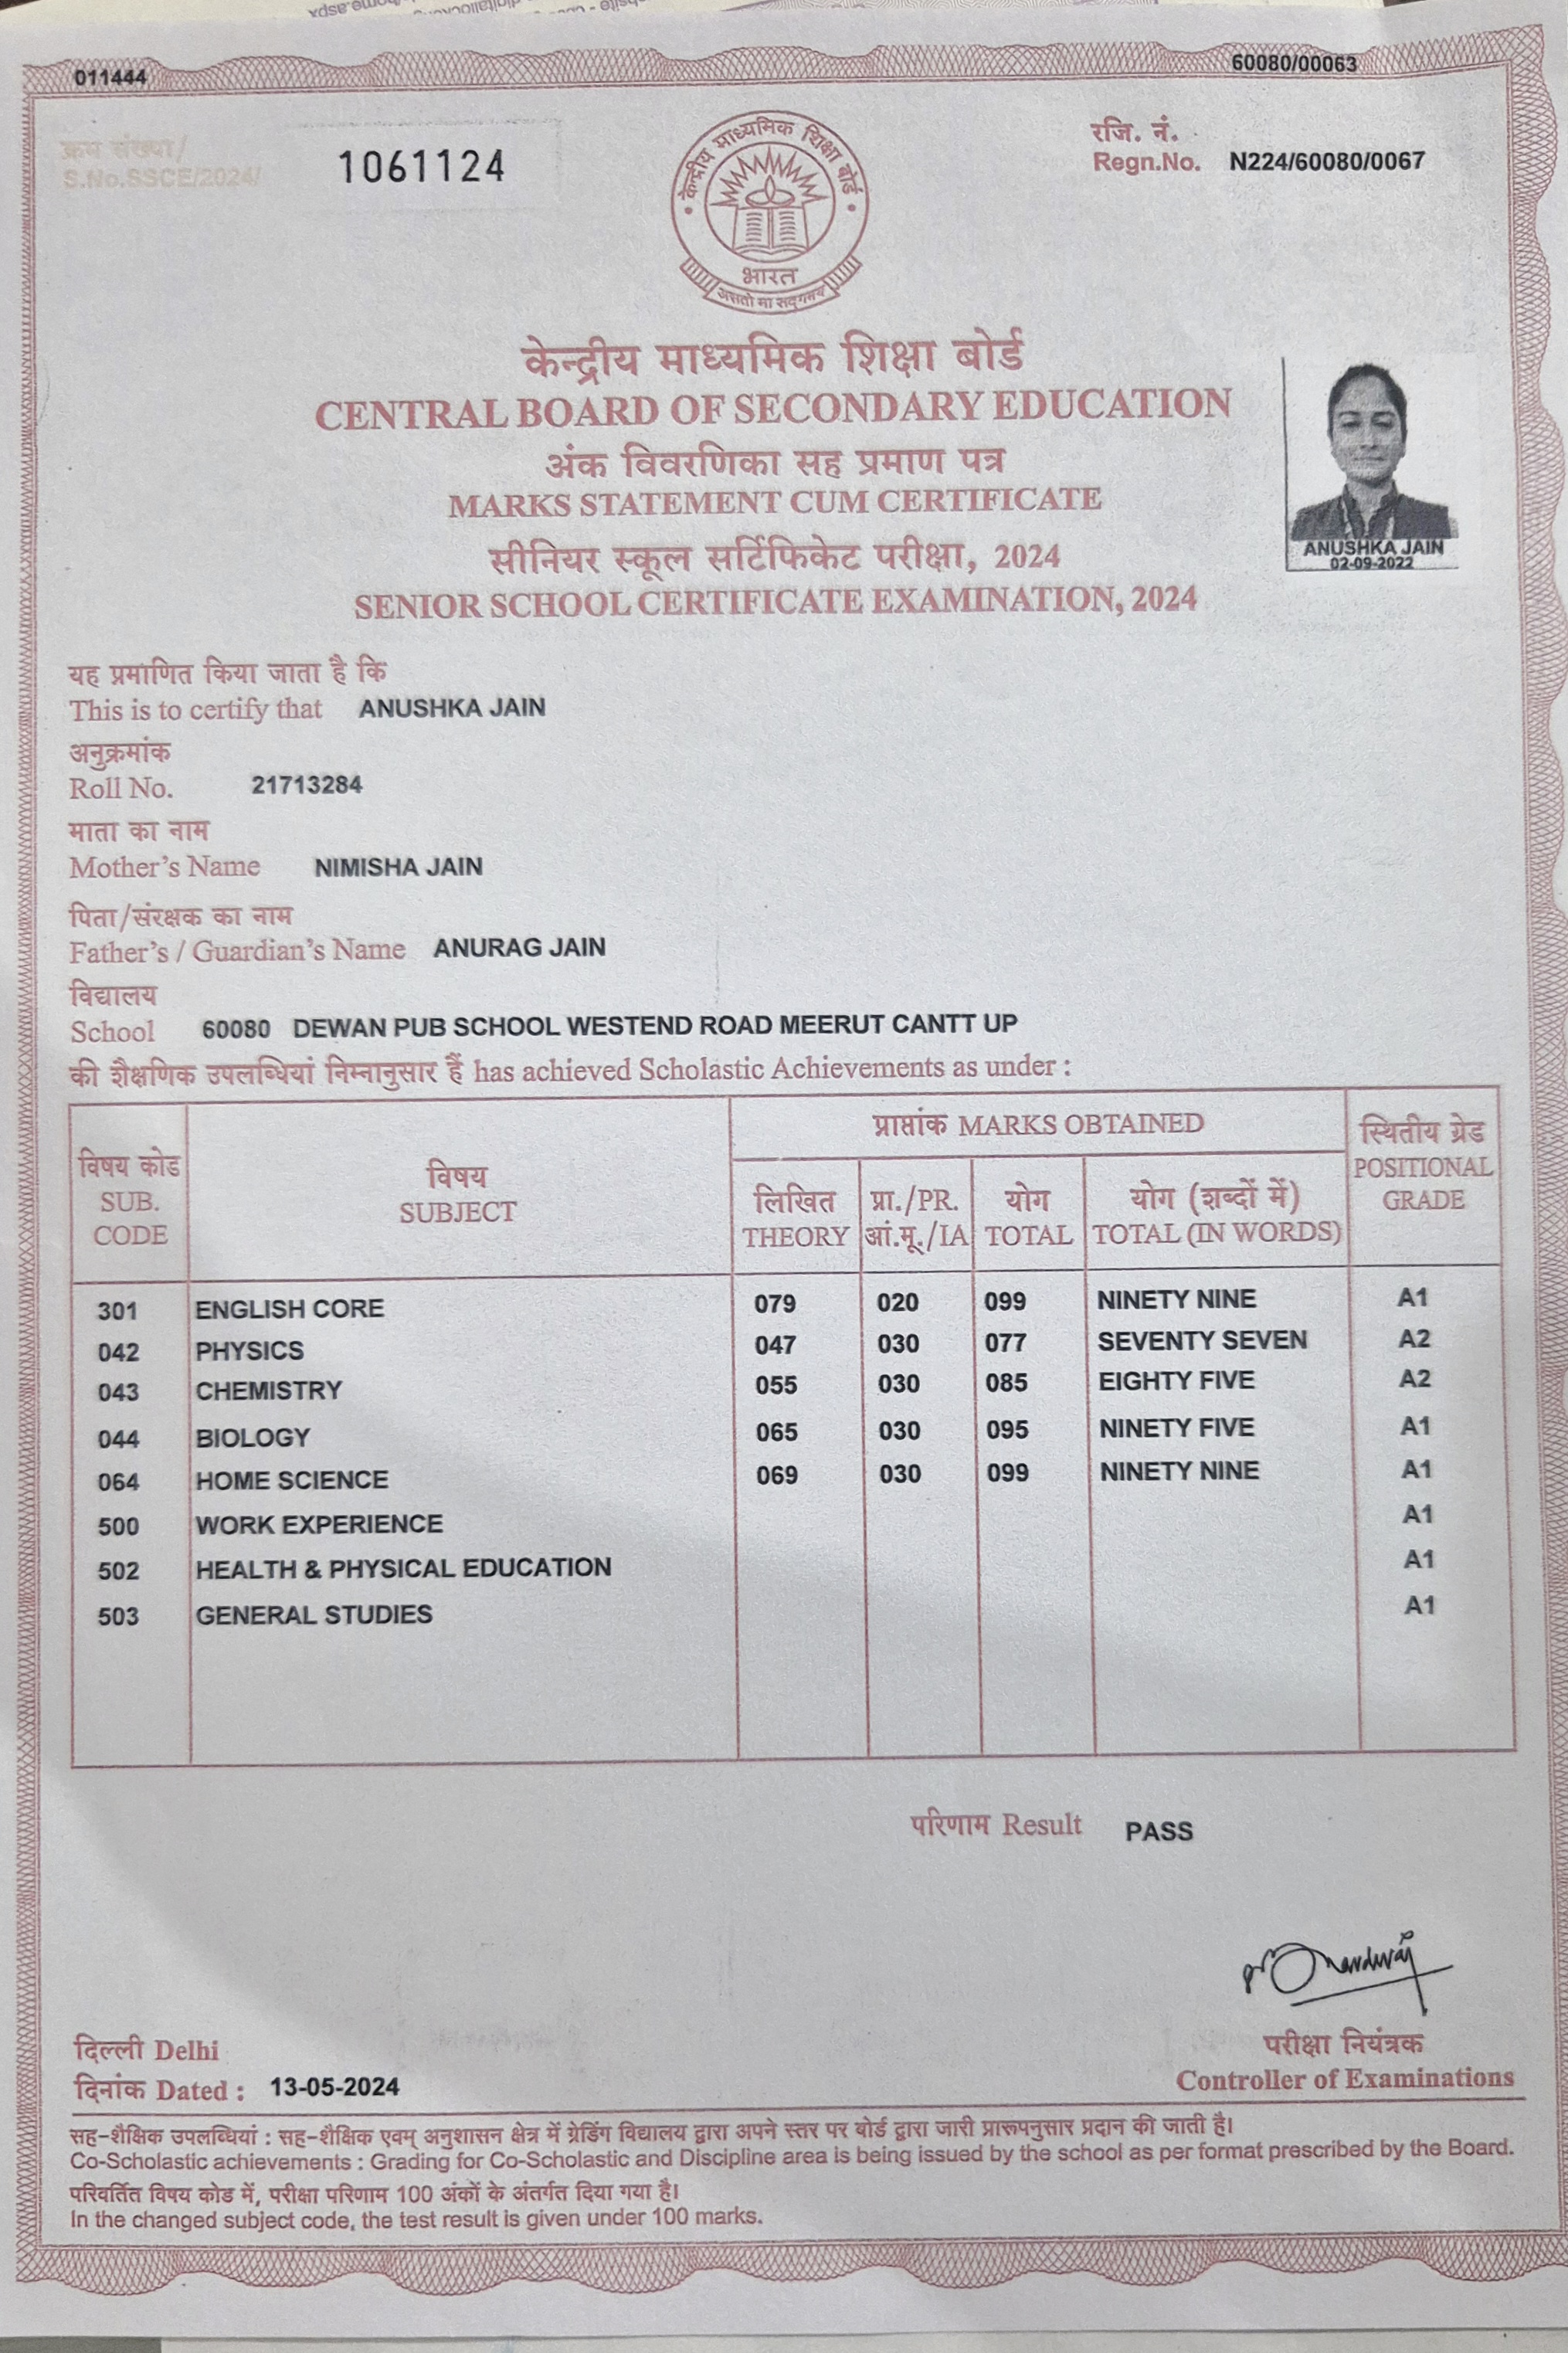 011444
60080/00063
क्रम संख्या/
S.No.SSCE/2024/
1061124
रजि. नं.
Regn.No. N224/60080/0067
केन्द्रीय माध्यमिक शिक्षा बोर्ड
भारत
असतो मा सद्गमय
केन्द्रीय माध्यमिक शिक्षा बोर्ड
CENTRAL BOARD OF SECONDARY EDUCATION
अंक विवरणिका सह प्रमाण पत्र
MARKS STATEMENT CUM CERTIFICATE
सीनियर स्कूल सर्टिफिकेट परीक्षा, 2024
SENIOR SCHOOL CERTIFICATE EXAMINATION, 2024
ANUSHKA JAIN
02-09-2022
यह प्रमाणित किया जाता है कि
This is to certify that ANUSHKA JAIN
अनुक्रमांक
Roll No. 21713284
माता का नाम
Mother's Name NIMISHA JAIN
पिता/संरक्षक का नाम
Father's / Guardian's Name ANURAG JAIN
विद्यालय
School 60080 DEWAN PUB SCHOOL WESTEND ROAD MEERUT CANTT UP
की शैक्षणिक उपलब्धियां निम्नानुसार हैं has achieved Scholastic Achievements as under :
विषय कोड
SUB.
CODE
विषय
SUBJECT
प्राप्तांक MARKS OBTAINED
लिखित
THEORY
प्रा./PR.
आं.मू./IA
योग
TOTAL
योग (शब्दों में)
TOTAL (IN WORDS)
स्थितीय ग्रेड
POSITIONAL
GRADE
301 ENGLISH CORE 079 020 099 NINETY NINE A1
042 PHYSICS 047 030 077 SEVENTY SEVEN A2
043 CHEMISTRY 055 030 085 EIGHTY FIVE A2
044 BIOLOGY 065 030 095 NINETY FIVE A1
064 HOME SCIENCE 069 030 099 NINETY NINE A1
500 WORK EXPERIENCE A1
502 HEALTH & PHYSICAL EDUCATION A1
503 GENERAL STUDIES A1
परिणाम Result PASS
दिल्ली Delhi
दिनांक Dated : 13-05-2024
परीक्षा नियंत्रक
Controller of Examinations
सह-शैक्षिक उपलब्धियां : सह-शैक्षिक एवम् अनुशासन क्षेत्र में ग्रेडिंग विद्यालय द्वारा अपने स्तर पर बोर्ड द्वारा जारी प्रारूपनुसार प्रदान की जाती है।
Co-Scholastic achievements : Grading for Co-Scholastic and Discipline area is being issued by the school as per format prescribed by the Board.
परिवर्तित विषय कोड में, परीक्षा परिणाम 100 अंकों के अंतर्गत दिया गया है।
In the changed subject code, the test result is given under 100 marks.